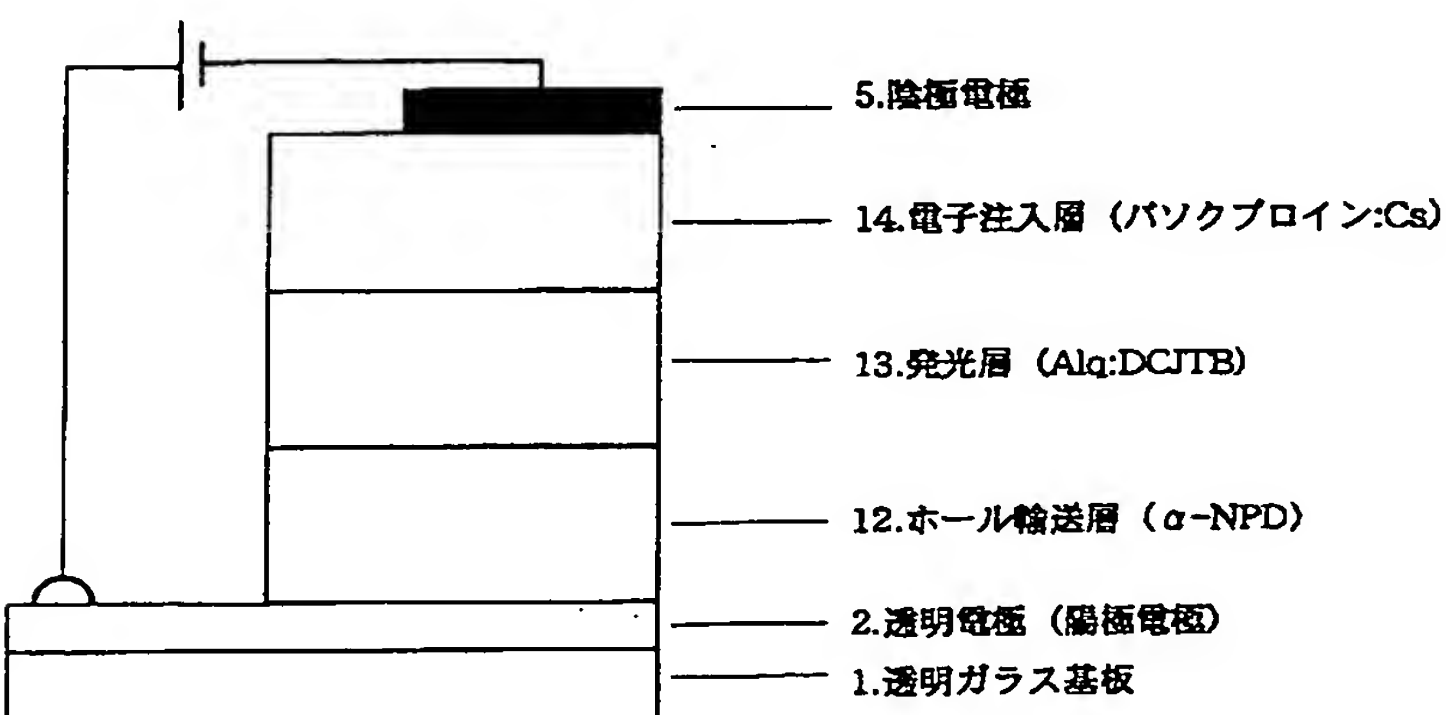 5.陰極電極
14.電子注入層（バソクプロイン:Cs）
13.発光層（Alq:DCJTB）
12.ホール輸送層（α-NPD）
2.透明電極（陽極電極）
1.透明ガラス基板